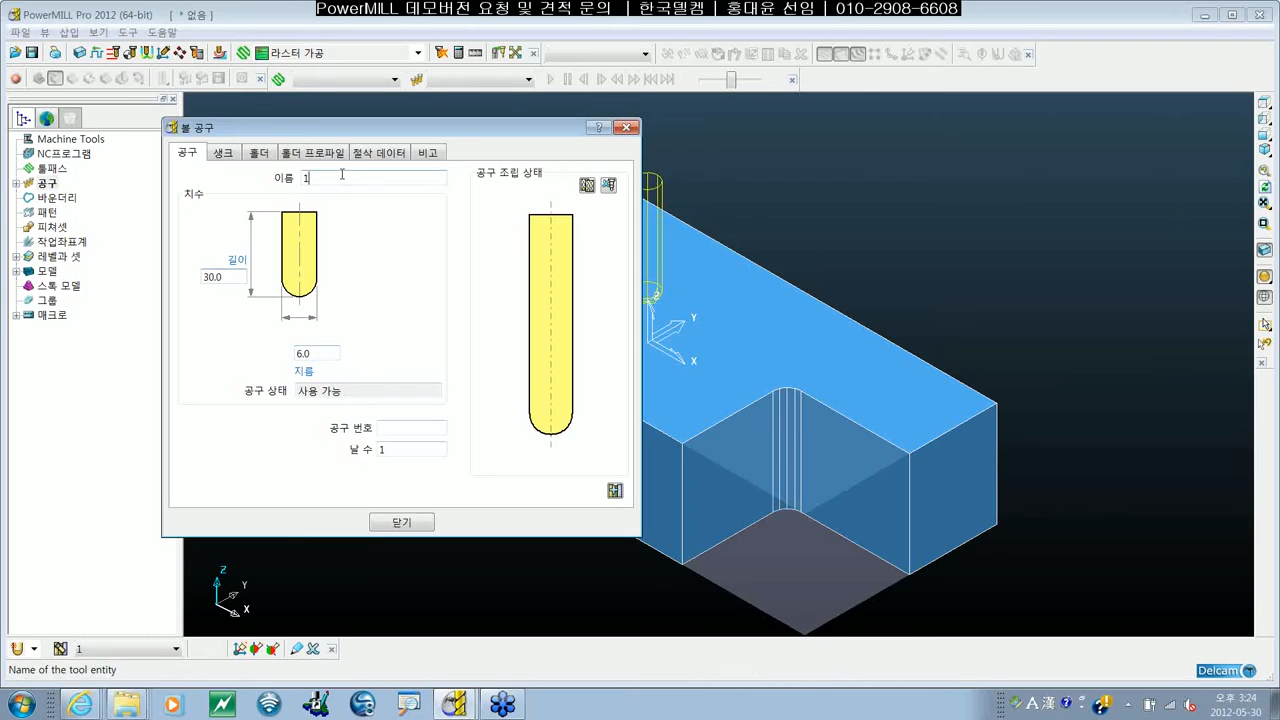 PowerMILL 데모버전 요청 및 견적 문의 | 한국델켐 | 홍대윤 선임 | 010-2908-6608
PowerMILL Pro 2012 (64-bit) [ * 없음 ]
파일 뷰 삽입 보기 도구 도움말
라스터 가공
Machine Tools
NC프로그램
툴패스
공구
바운더리
패턴
피쳐셋
작업좌표계
레벨과 셋
모델
스톡 모델
그룹
매크로
볼 공구
공구 생크 홀더 홀더 프로파일 절삭 데이터 비고
이름 1
공구 조립 상태
치수
길이
30.0
6.0
지름
공구 상태 사용 가능
공구 번호
날 수 1
닫기
Y
X
Z
Y
X
1
Name of the tool entity
Delcam
A 漢
오후 3:24
2012-05-30